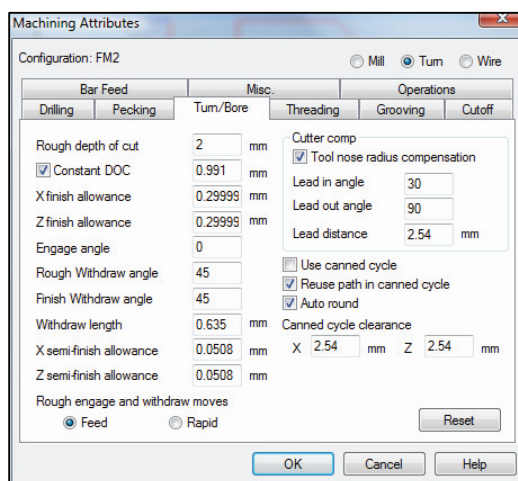 Machining Attributes
Configuration: FM2
Mill Turn Wire
Bar Feed Misc. Operations
Drilling Pecking Turn/Bore Threading Grooving Cutoff
Rough depth of cut 2 mm
Constant DOC 0.991 mm
X finish allowance 0.29999 mm
Z finish allowance 0.29999 mm
Engage angle 0
Rough Withdraw angle 45
Finish Withdraw angle 45
Withdraw length 0.635 mm
X semi-finish allowance 0.0508 mm
Z semi-finish allowance 0.0508 mm
Rough engage and withdraw moves
Feed Rapid
Cutter comp
Tool nose radius compensation
Lead in angle 30
Lead out angle 90
Lead distance 2.54 mm
Use canned cycle
Reuse path in canned cycle
Auto round
Canned cycle clearance
X 2.54 mm Z 2.54 mm
Reset
OK Cancel Help